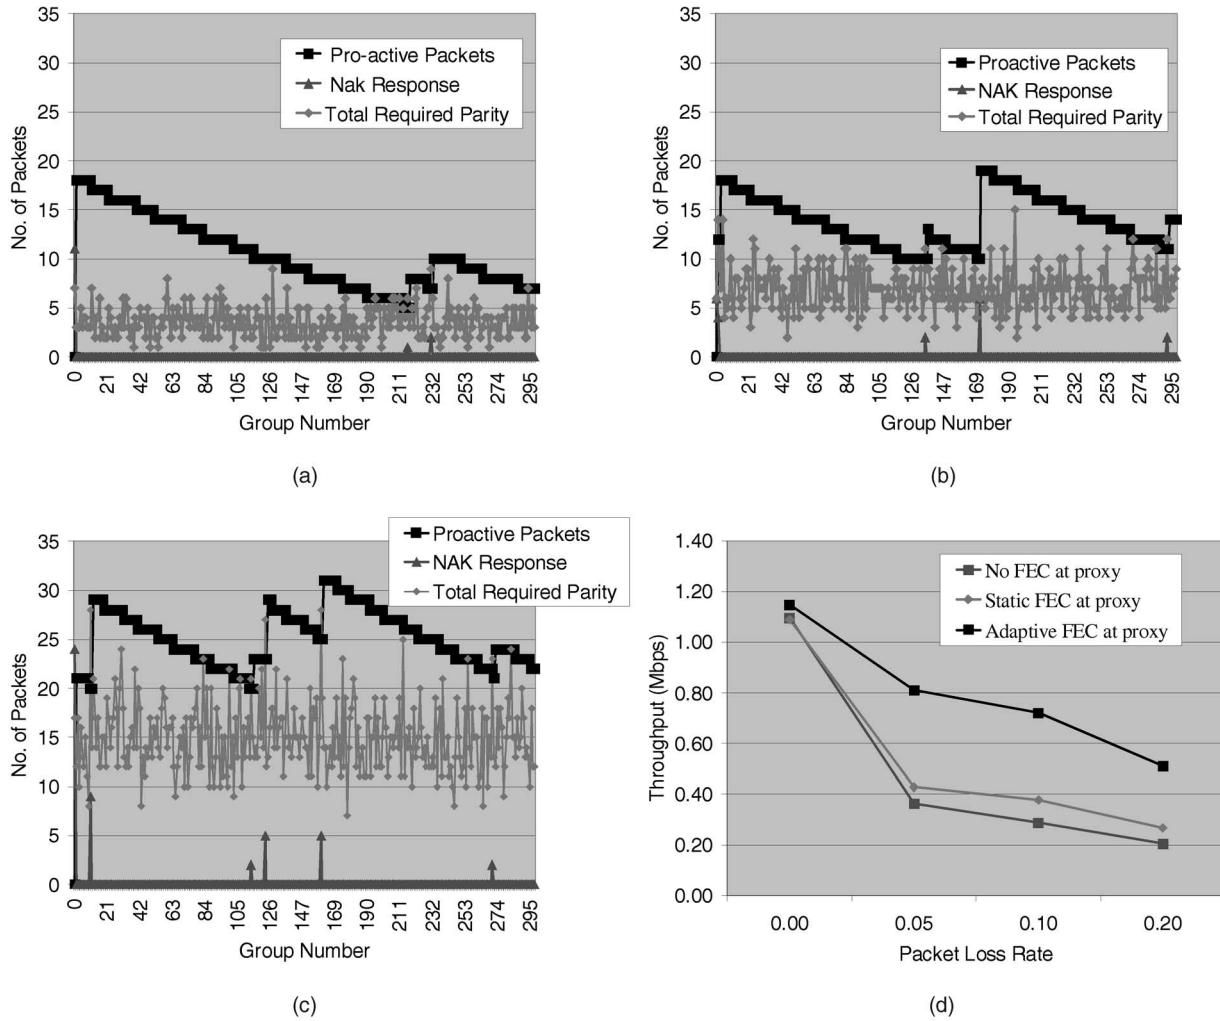 35
30
25
20
15
10
5
0
No. of Packets
Pro-active Packets
Nak Response
Total Required Parity
0 21 42 63 84 105 126 147 169 190 211 232 253 274 295
Group Number
(a)
35
30
25
20
15
10
5
0
No. of Packets
Proactive Packets
NAK Response
Total Required Parity
0 21 42 63 84 105 126 147 169 190 211 232 253 274 295
Group Number
(b)
35
30
25
20
15
10
5
0
No. of Packets
Proactive Packets
NAK Response
Total Required Parity
0 21 42 63 84 105 126 147 169 190 211 232 253 274 295
Group Number
(c)
1.40
1.20
1.00
0.80
0.60
0.40
0.20
0.00
Throughput (Mbps)
No FEC at proxy
Static FEC at proxy
Adaptive FEC at proxy
0.00 0.05 0.10 0.20
Packet Loss Rate
(d)